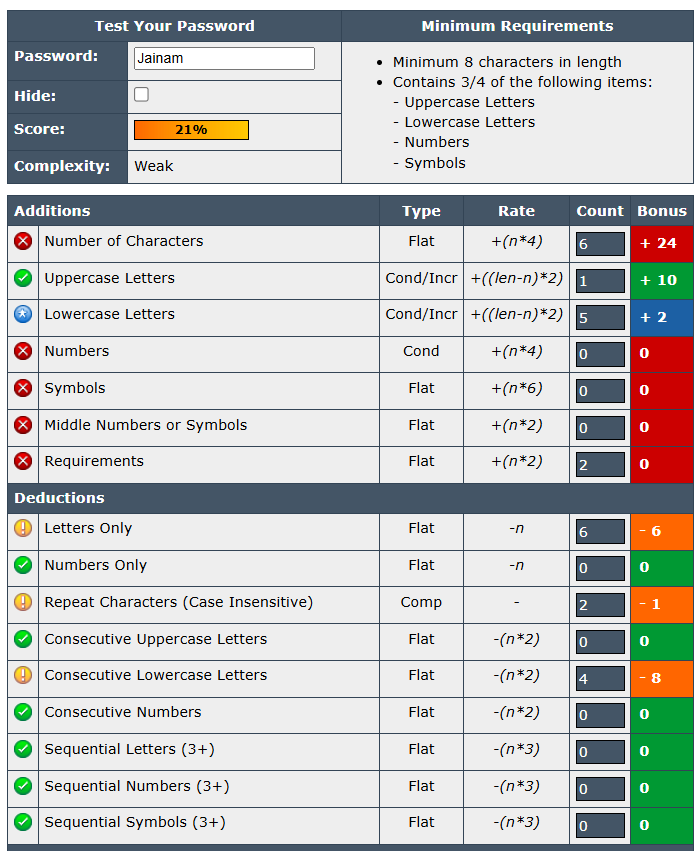 Test Your Password Minimum Requirements
Password: Jainam
Hide:
Score: 21%
Complexity: Weak
• Minimum 8 characters in length
• Contains 3/4 of the following items:
- Uppercase Letters
- Lowercase Letters
- Numbers
- Symbols
Additions Type Rate Count Bonus
Number of Characters Flat +(n*4) 6 + 24
Uppercase Letters Cond/Incr +((len-n)*2) 1 + 10
Lowercase Letters Cond/Incr +((len-n)*2) 5 + 2
Numbers Cond +(n*4) 0 0
Symbols Flat +(n*6) 0 0
Middle Numbers or Symbols Flat +(n*2) 0 0
Requirements Flat +(n*2) 2 0
Deductions
Letters Only Flat -n 6 - 6
Numbers Only Flat -n 0 0
Repeat Characters (Case Insensitive) Comp - 2 - 1
Consecutive Uppercase Letters Flat -(n*2) 0 0
Consecutive Lowercase Letters Flat -(n*2) 4 - 8
Consecutive Numbers Flat -(n*2) 0 0
Sequential Letters (3+) Flat -(n*3) 0 0
Sequential Numbers (3+) Flat -(n*3) 0 0
Sequential Symbols (3+) Flat -(n*3) 0 0